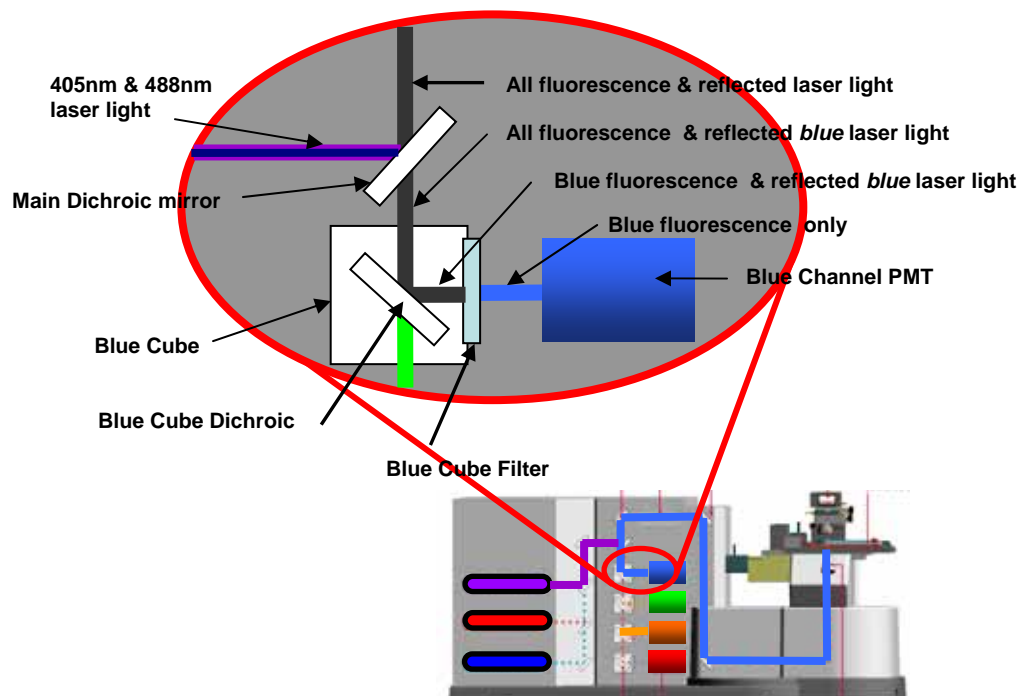 405nm & 488nm
laser light
All fluorescence & reflected laser light
All fluorescence & reflected blue laser light
Main Dichroic mirror
Blue fluorescence & reflected blue laser light
Blue fluorescence only
Blue Channel PMT
Blue Cube
Blue Cube Dichroic
Blue Cube Filter